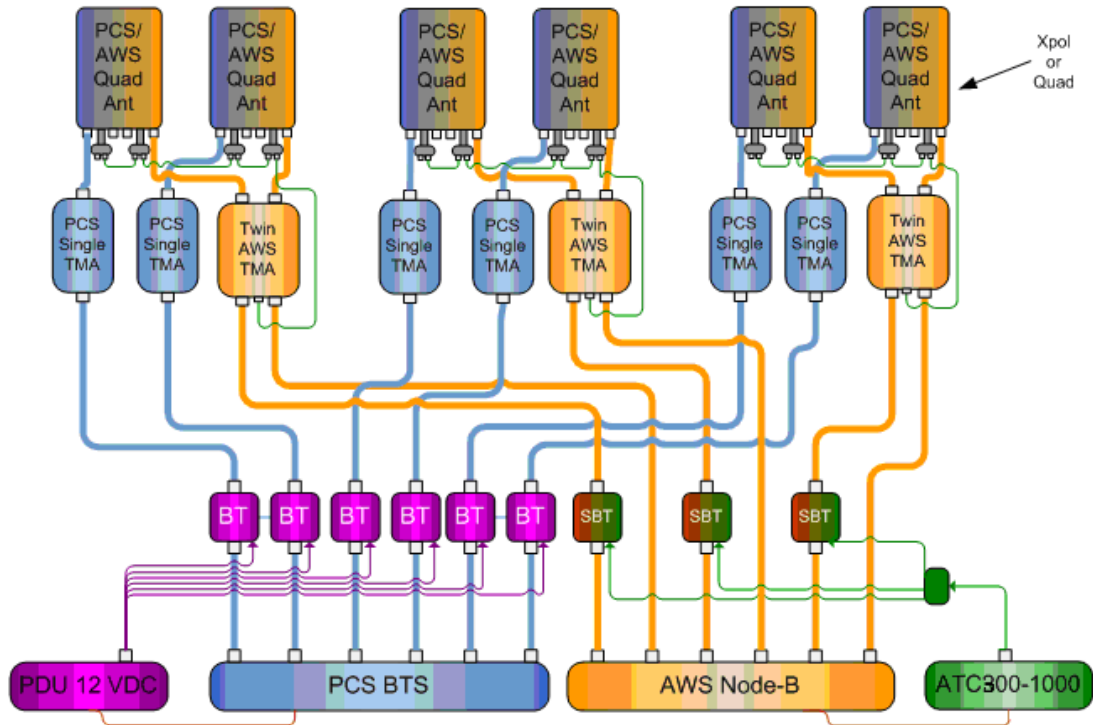 PCS/
AWS
Quad
Ant
PCS/
AWS
Quad
Ant
PCS/
AWS
Quad
Ant
PCS/
AWS
Quad
Ant
PCS/
AWS
Quad
Ant
PCS/
AWS
Quad
Ant
Xpol
or
Quad
PCS
Single
TMA
PCS
Single
TMA
Twin
AWS
TMA
PCS
Single
TMA
PCS
Single
TMA
Twin
AWS
TMA
PCS
Single
TMA
PCS
Single
TMA
Twin
AWS
TMA
BT
BT
BT
BT
BT
BT
SBT
SBT
SBT
PDU 12 VDC
PCS BTS
AWS Node-B
ATC300-1000